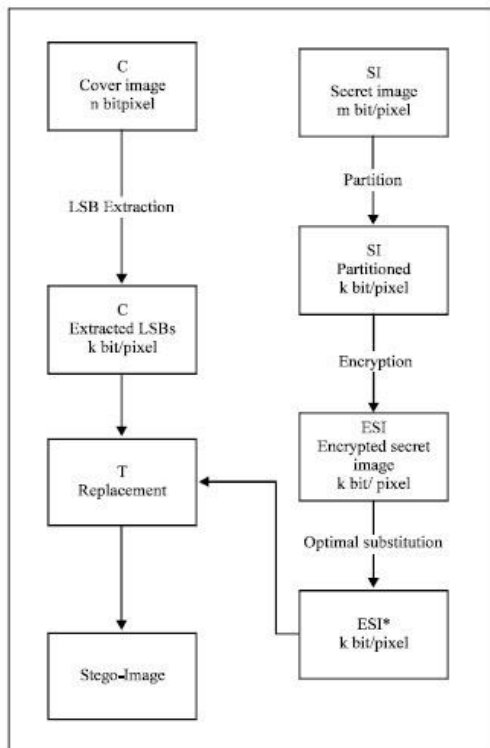 C
Cover image
n bitpixel
LSB Extraction
C
Extracted LSBs
k bit/pixel
T
Replacement
Stego-Image
SI
Secret image
m bit/pixel
Partition
SI
Partitioned
k bit/pixel
Encryption
ESI
Encrypted secret
image
k bit/ pixel
Optimal substitution
ESI*
k bit/pixel